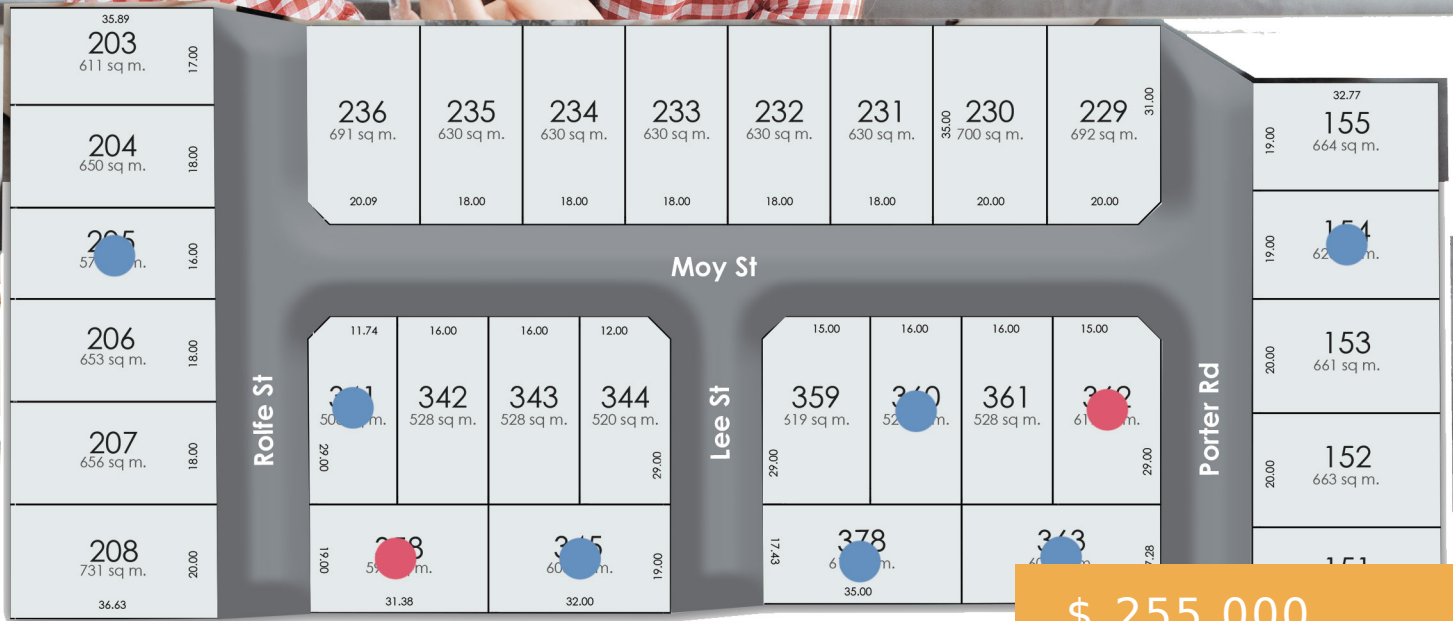 35.89
203
611 sq m.
17.00
204
650 sq m.
18.00
16.00
206
653 sq m.
18.00
207
656 sq m.
18.00
208
731 sq m.
20.00
36.63
Rolfe St
236
691 sq m.
20.09
235
630 sq m.
18.00
234
630 sq m.
18.00
233
630 sq m.
18.00
232
630 sq m.
18.00
231
630 sq m.
18.00
35.00
230
700 sq m.
20.00
229
692 sq m.
31.00
20.00
Moy St
11.74
29.00
16.00
342
528 sq m.
16.00
343
528 sq m.
12.00
344
520 sq m.
29.00
19.00
31.38
19.00
32.00
Lee St
15.00
359
619 sq m.
29.00
16.00
16.00
361
528 sq m.
15.00
29.00
17.43
378
35.00
Porter Rd
32.77
155
664 sq m.
19.00
19.00
153
661 sq m.
20.00
152
663 sq m.
20.00
$ 255 000